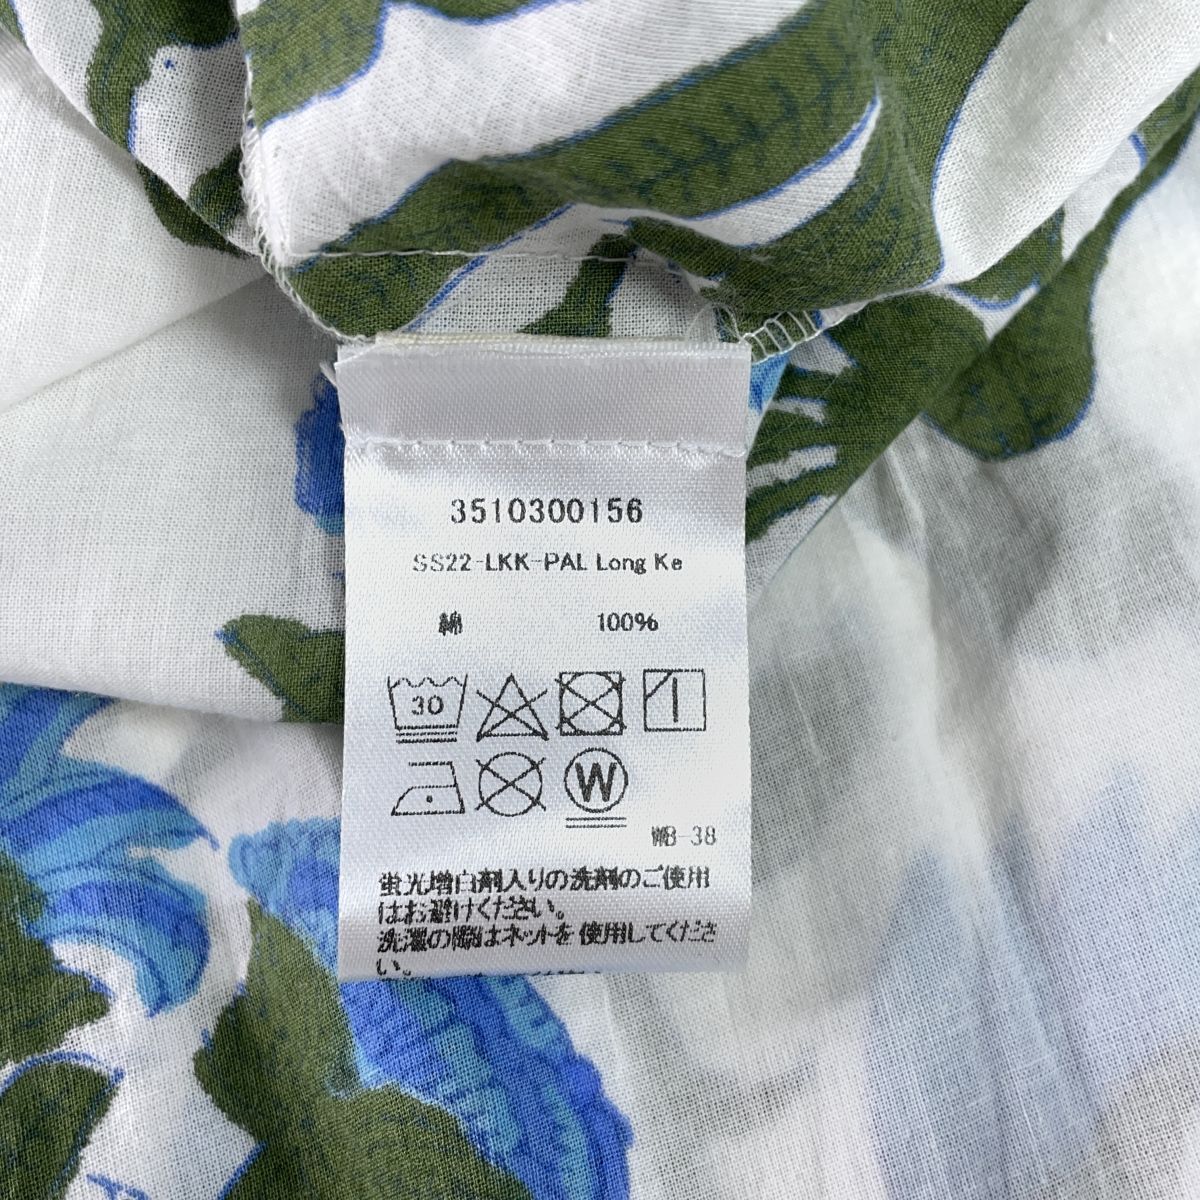 3510300156
SS22-LKK-PAL Long Ke
綿 100%
30
W
WB-38
蛍光増白剤入りの洗剤のご使用
はお避けください。
洗濯の際はネットを使用してくださ
い。